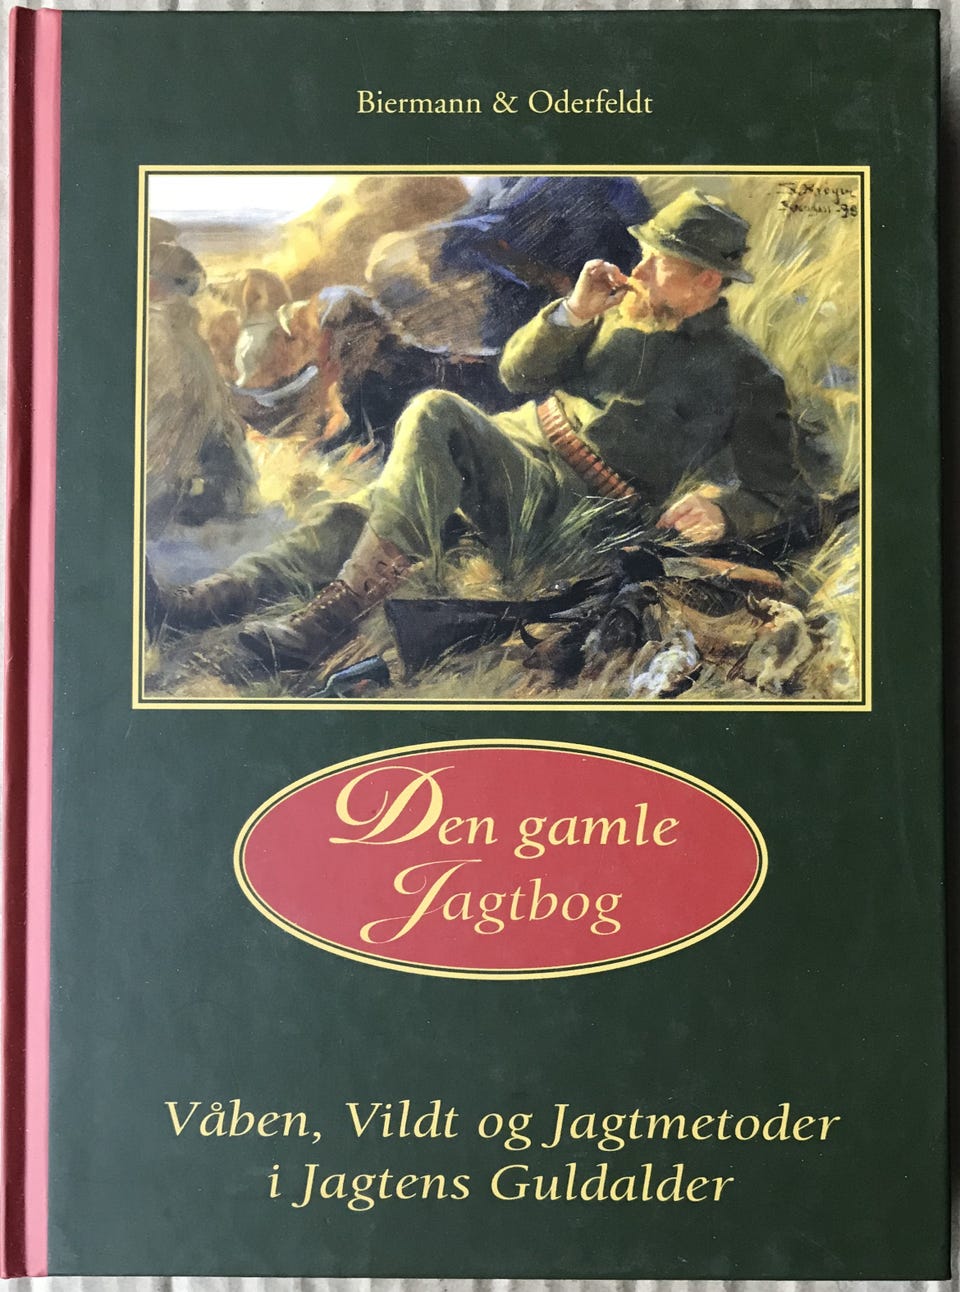 Biermann & Oderfeldt
Den gamle
Jagtbog
Våben, Vildt og Jagtmetoder
i Jagtens Guldalder